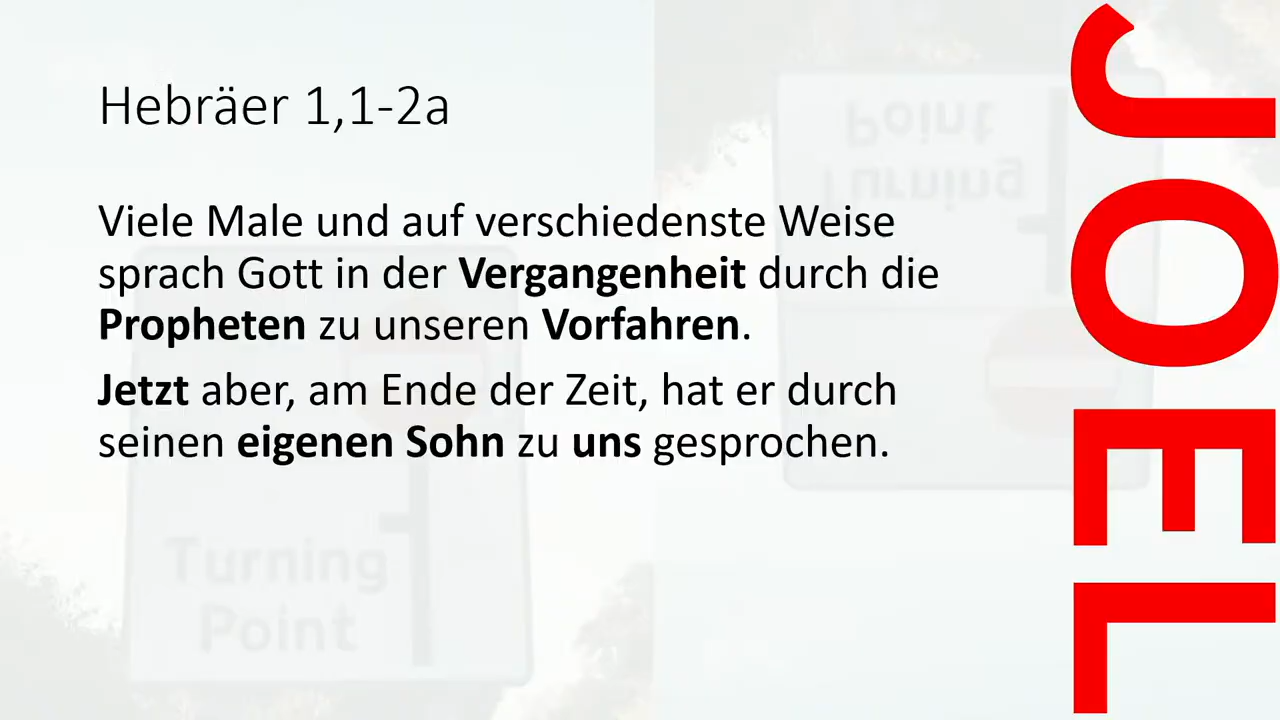 Hebräer 1,1-2a
Viele Male und auf verschiedenste Weise
sprach Gott in der Vergangenheit durch die
Propheten zu unseren Vorfahren.
Jetzt aber, am Ende der Zeit, hat er durch
seinen eigenen Sohn zu uns gesprochen.
JOEL
Turning
Point
Turning
Point